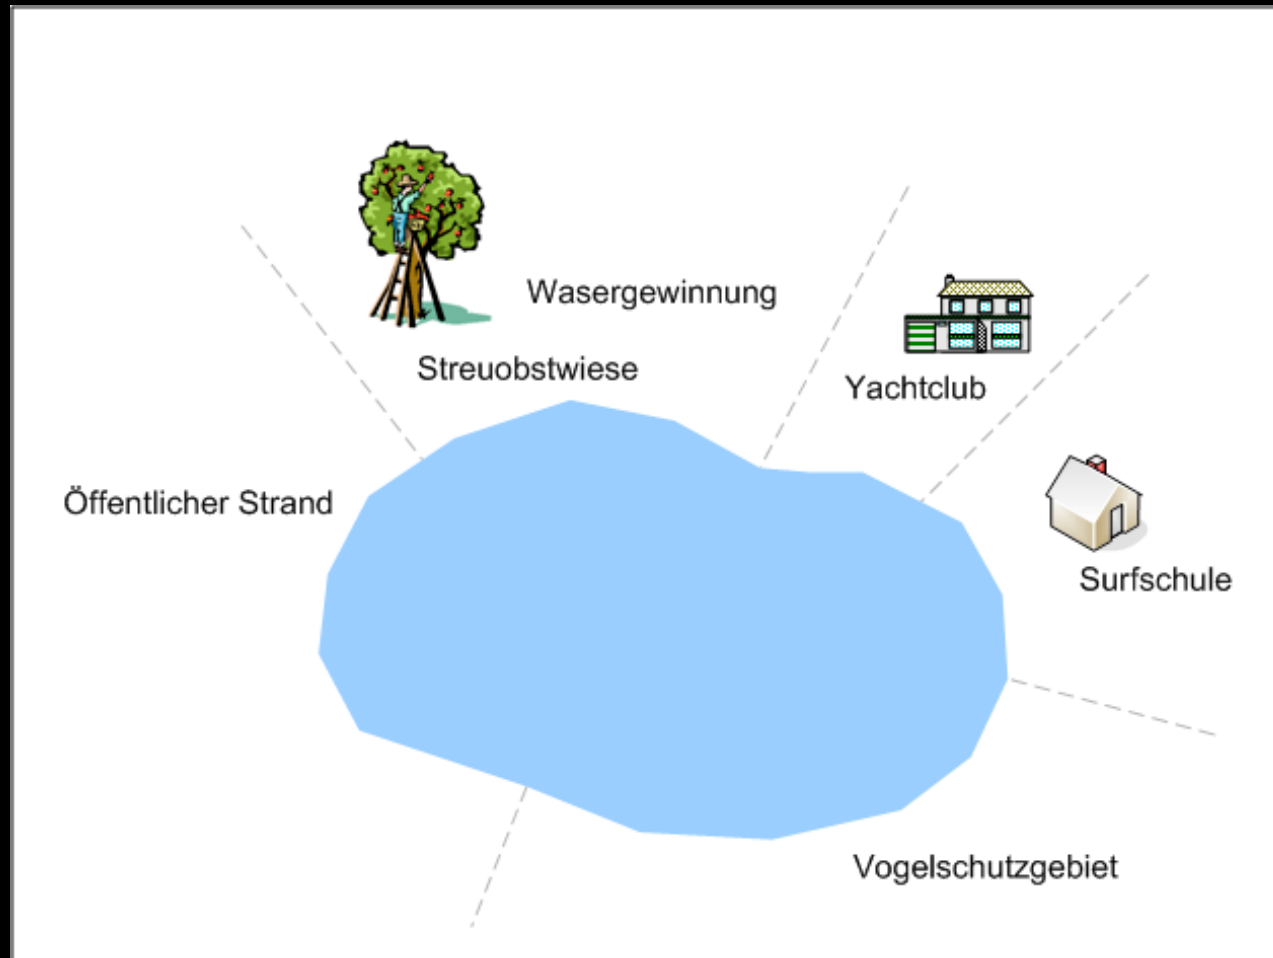 Wasergewinnung
Streuobstwiese
Yachtclub
Öffentlicher Strand
Surfschule
Vogelschutzgebiet